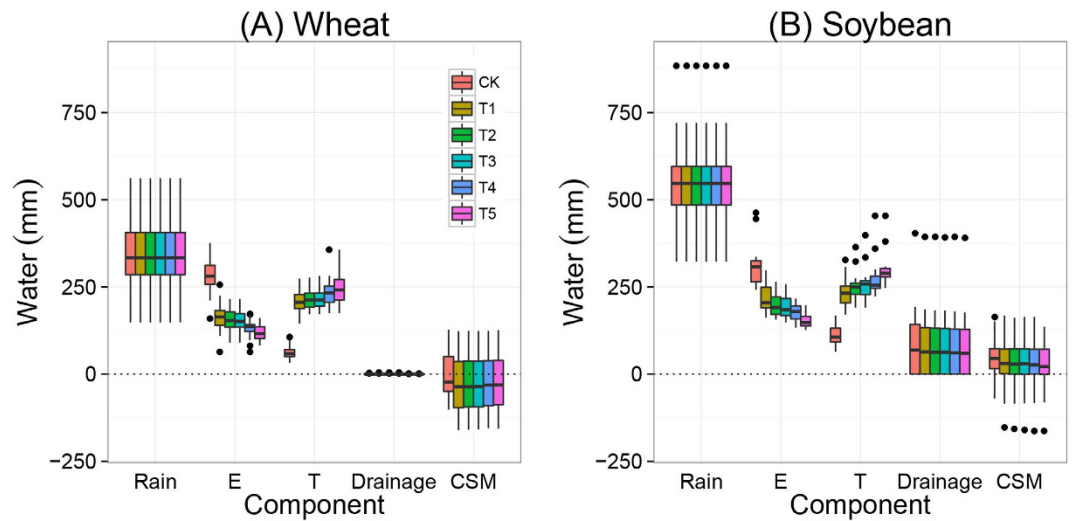 (A) Wheat
Water (mm)
750
500
250
0
−250
CK
T1
T2
T3
T4
T5
Rain E T Drainage CSM
Component
(B) Soybean
Water (mm)
750
500
250
0
−250
Rain E T Drainage CSM
Component